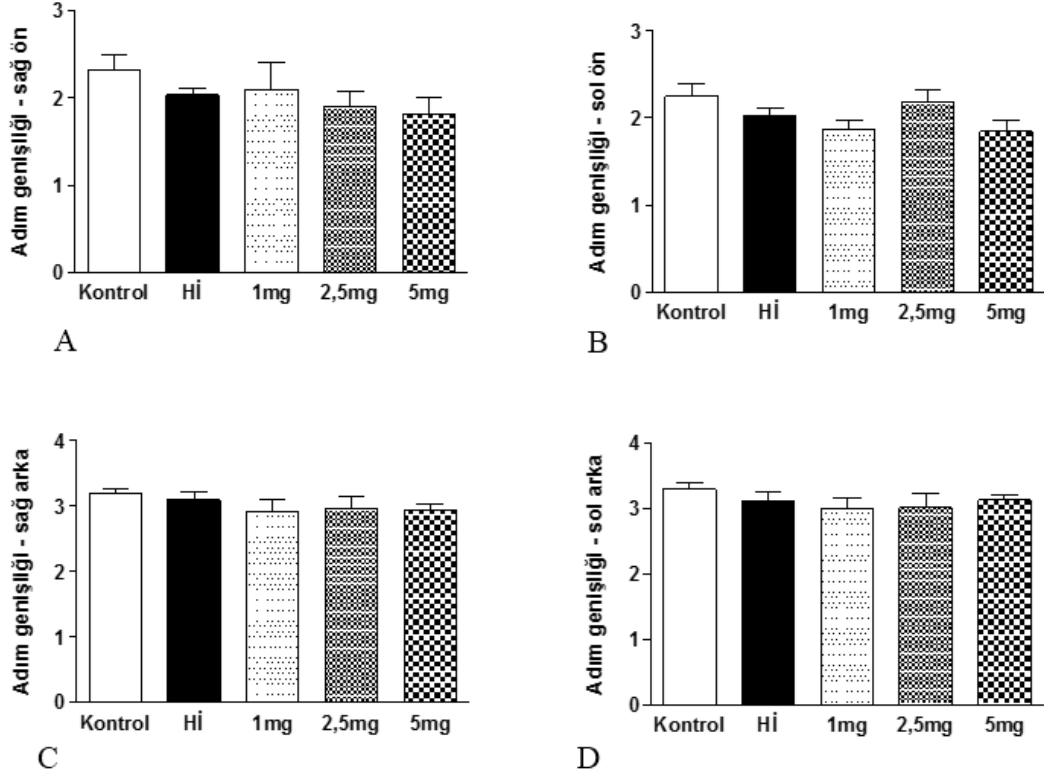 Adım genişliği - sağ ön
3
2
1
0
Kontrol Hİ 1mg 2,5mg 5mg
A
Adım genişliği - sol ön
3
2
1
0
Kontrol Hİ 1mg 2,5mg 5mg
B
Adım genişliği - sağ arka
4
3
2
1
0
Kontrol Hİ 1mg 2,5mg 5mg
C
Adım genişliği - sol arka
4
3
2
1
0
Kontrol Hİ 1mg 2,5mg 5mg
D